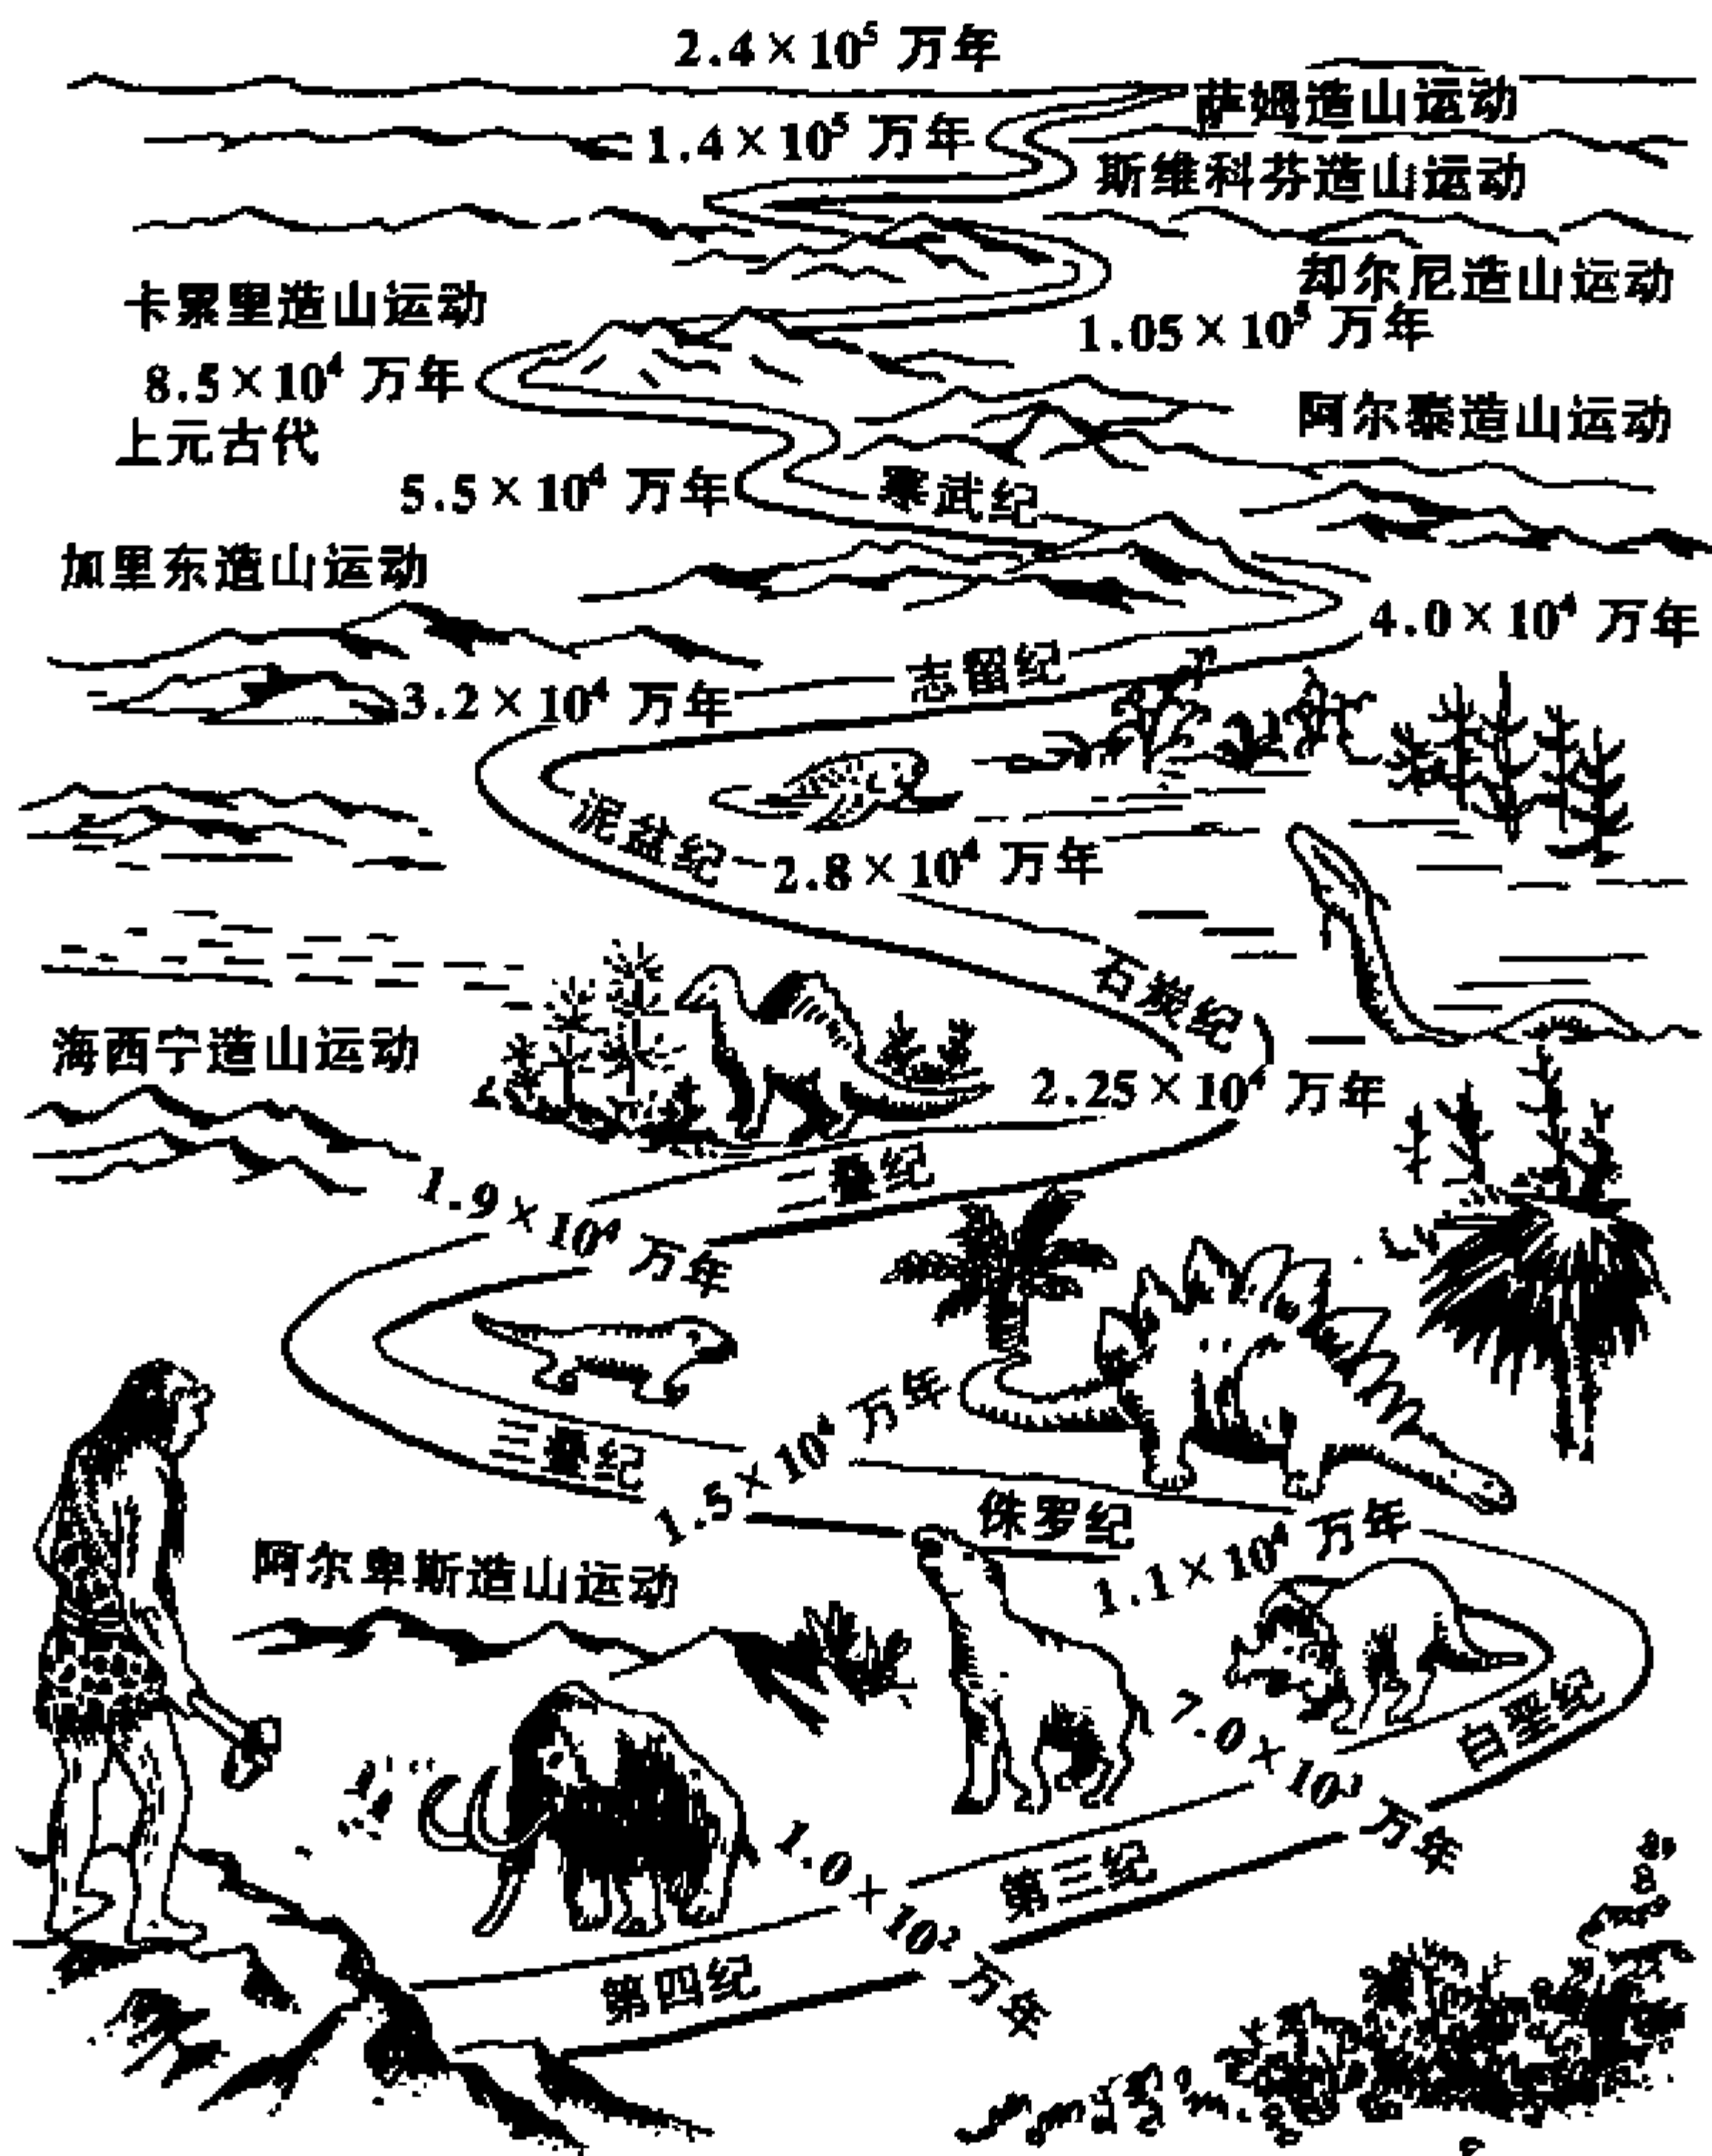 2.4×10⁵ 万年
萨姆造山运动
1.4×10⁵ 万年
斯维科芬造山运动
却尔尼造山运动
卡累里造山运动
1.05×10⁵ 万年
8.5×10⁴ 万年
阿尔泰造山运动
上元古代
5.5×10⁴ 万年
寒武纪
加里东造山运动
4.0×10⁴ 万年
志留纪
3.2×10⁴ 万年
泥盆纪
2.8×10⁴ 万年
石炭纪
海西宁造山运动
2.25×10⁴ 万年
二叠纪
1.9×10⁴ 万年
三叠纪
1.5×10⁴ 万年
侏罗纪
1.1×10⁴ 万年
阿尔卑斯造山运动
白垩纪
7.0×10³ 万年
第三纪
1.0×10² 万年
第四纪